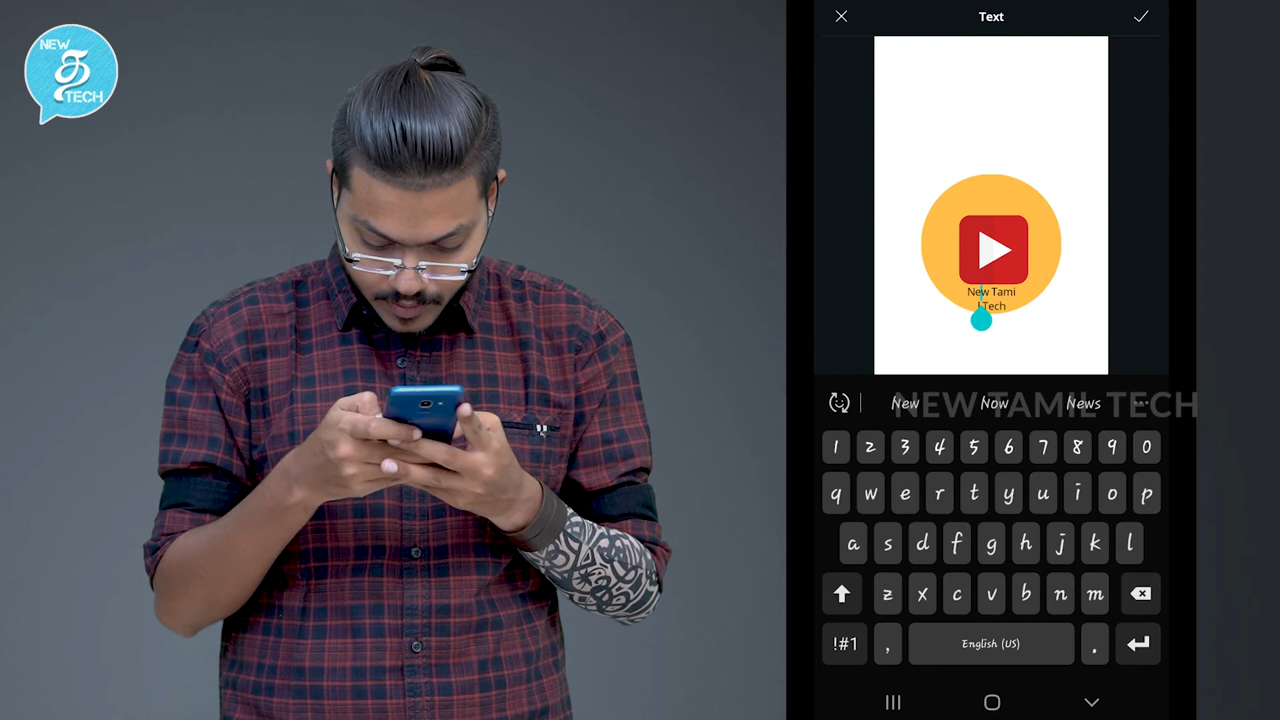 NEW
த
TECH
Text
New Tami
l Tech
New Now News
NEW TAMIL TECH
1 2 3 4 5 6 7 8 9 0
q w e r t y u i o p
a s d f g h j k l
z x c v b n m
!#1 , English (US) .